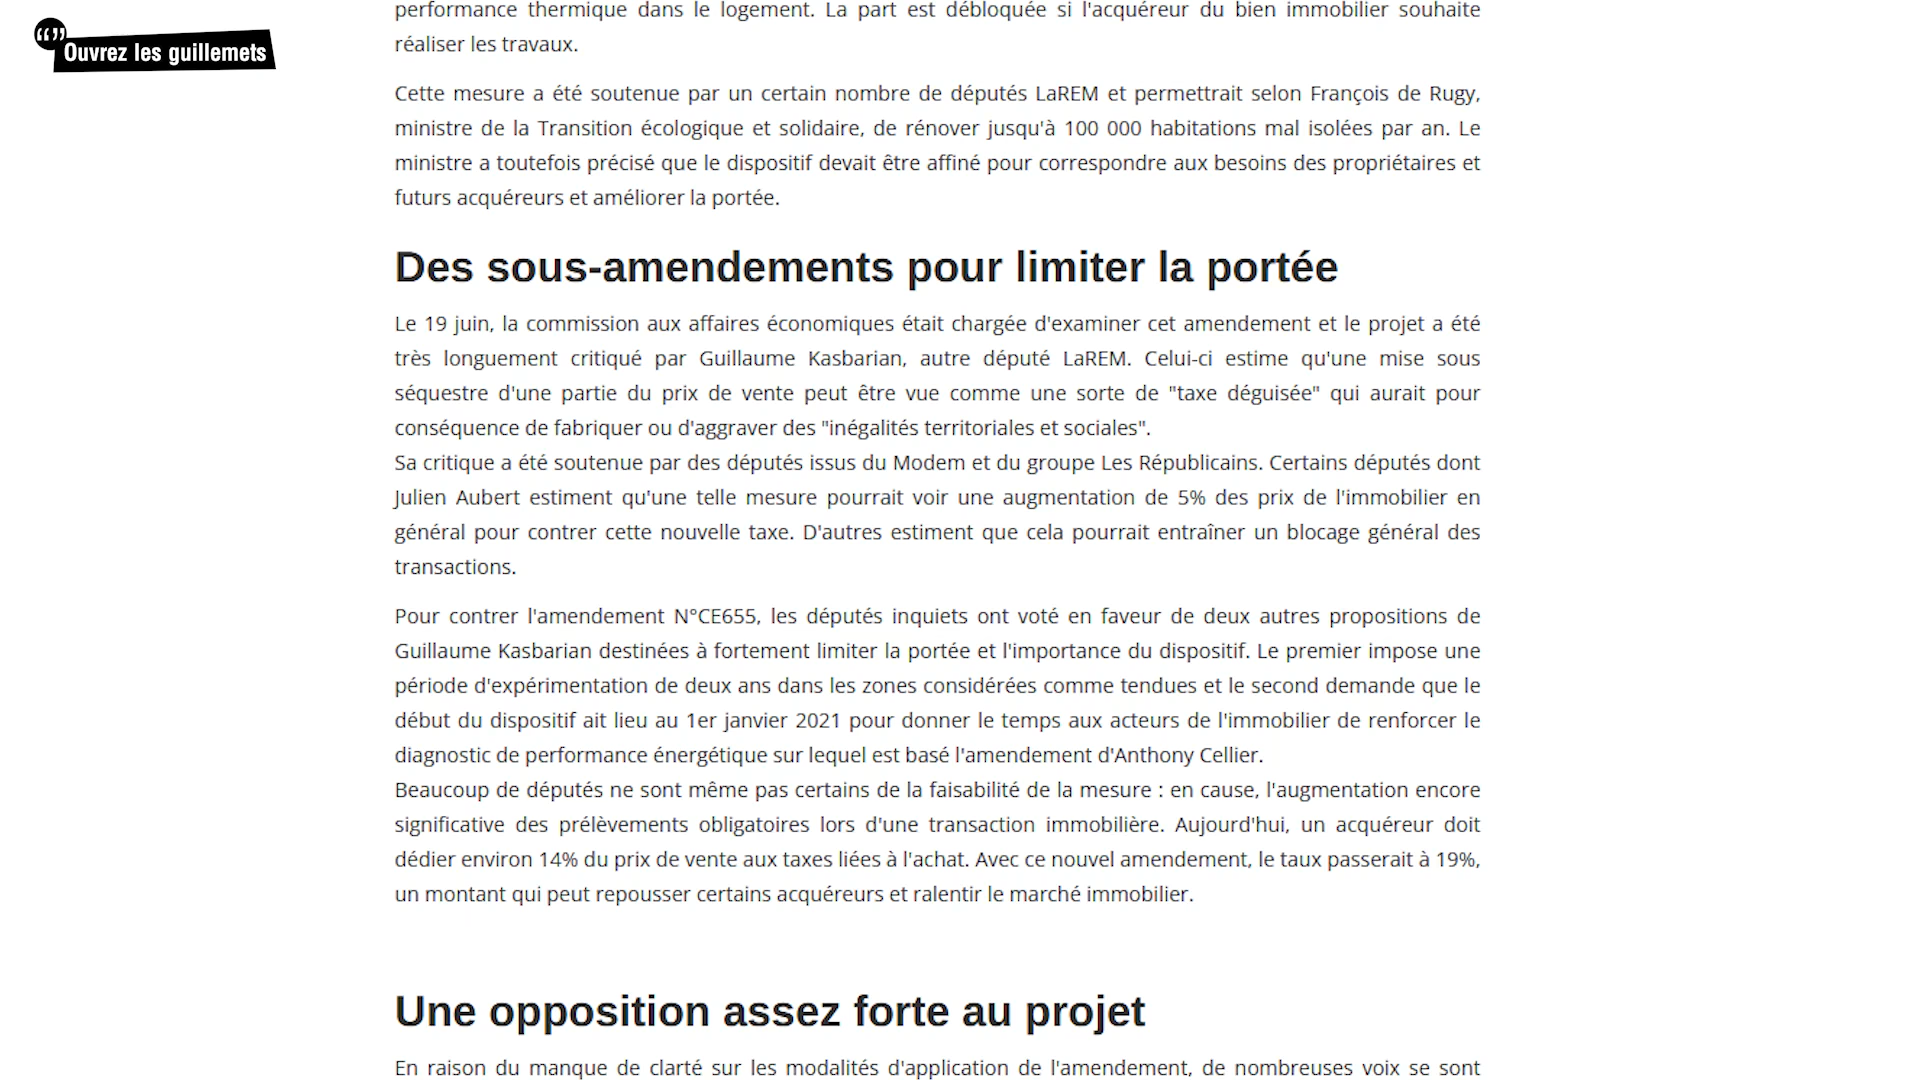 Ouvrez les guillemets
performance thermique dans le logement. La part est débloquée si l'acquéreur du bien immobilier souhaite
réaliser les travaux.
Cette mesure a été soutenue par un certain nombre de députés LaREM et permettrait selon François de Rugy,
ministre de la Transition écologique et solidaire, de rénover jusqu'à 100 000 habitations mal isolées par an. Le
ministre a toutefois précisé que le dispositif devait être affiné pour correspondre aux besoins des propriétaires et
futurs acquéreurs et améliorer la portée.
Des sous-amendements pour limiter la portée
Le 19 juin, la commission aux affaires économiques était chargée d'examiner cet amendement et le projet a été
très longuement critiqué par Guillaume Kasbarian, autre député LaREM. Celui-ci estime qu'une mise sous
séquestre d'une partie du prix de vente peut être vue comme une sorte de "taxe déguisée" qui aurait pour
conséquence de fabriquer ou d'aggraver des "inégalités territoriales et sociales".
Sa critique a été soutenue par des députés issus du Modem et du groupe Les Républicains. Certains députés dont
Julien Aubert estiment qu'une telle mesure pourrait voir une augmentation de 5% des prix de l'immobilier en
général pour contrer cette nouvelle taxe. D'autres estiment que cela pourrait entraîner un blocage général des
transactions.
Pour contrer l'amendement N°CE655, les députés inquiets ont voté en faveur de deux autres propositions de
Guillaume Kasbarian destinées à fortement limiter la portée et l'importance du dispositif. Le premier impose une
période d'expérimentation de deux ans dans les zones considérées comme tendues et le second demande que le
début du dispositif ait lieu au 1er janvier 2021 pour donner le temps aux acteurs de l'immobilier de renforcer le
diagnostic de performance énergétique sur lequel est basé l'amendement d'Anthony Cellier.
Beaucoup de députés ne sont même pas certains de la faisabilité de la mesure : en cause, l'augmentation encore
significative des prélèvements obligatoires lors d'une transaction immobilière. Aujourd'hui, un acquéreur doit
dédier environ 14% du prix de vente aux taxes liées à l'achat. Avec ce nouvel amendement, le taux passerait à 19%,
un montant qui peut repousser certains acquéreurs et ralentir le marché immobilier.
Une opposition assez forte au projet
En raison du manque de clarté sur les modalités d'application de l'amendement, de nombreuses voix se sont